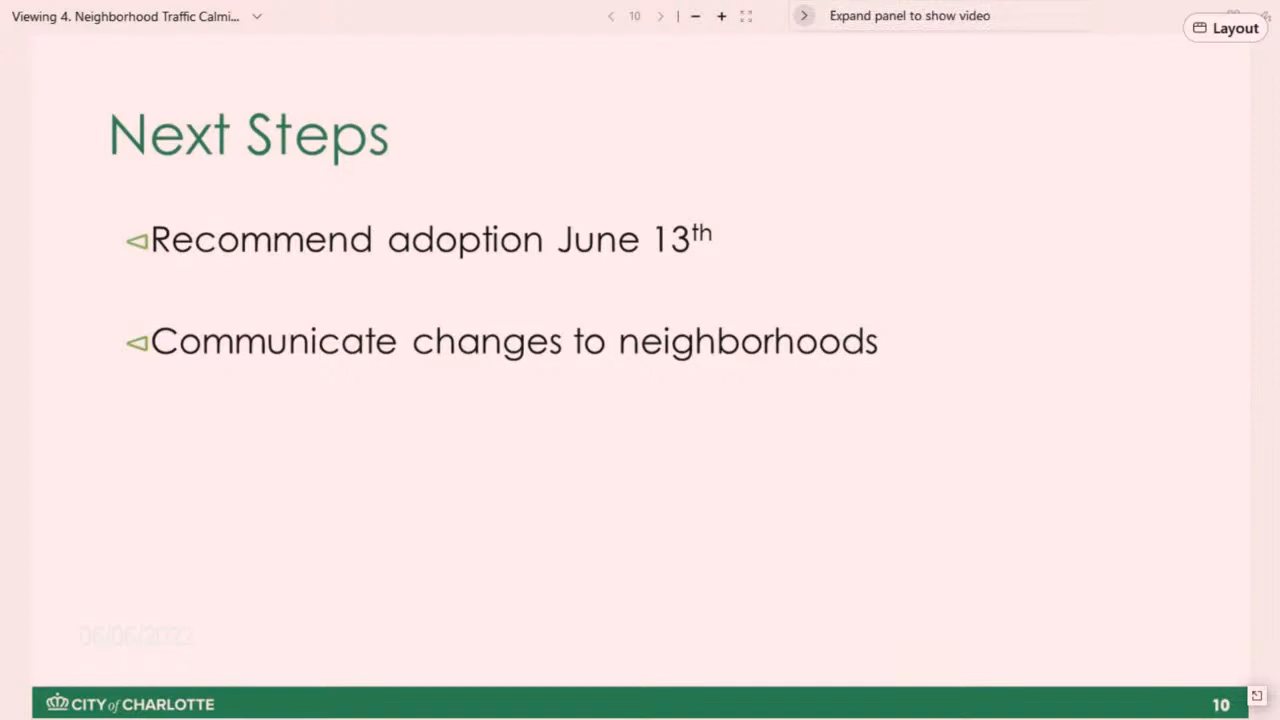 Viewing 4. Neighborhood Traffic Calmi...
10
Expand panel to show video
Layout
Next Steps
Recommend adoption June 13th
Communicate changes to neighborhoods
06/06/2022
CITY of CHARLOTTE
10